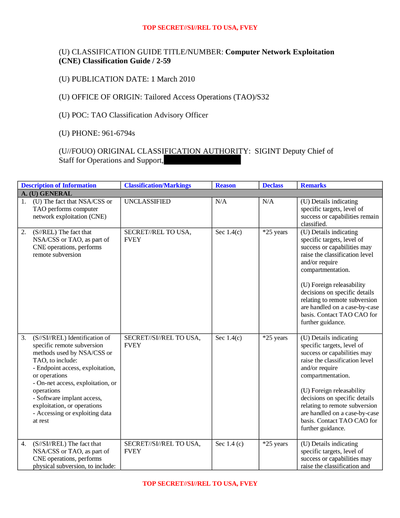 TOP SECRET//SI//REL TO USA, FVEY
(U) CLASSIFICATION GUIDE TITLE/NUMBER: Computer Network Exploitation
(CNE) Classification Guide / 2-59
(U) PUBLICATION DATE: 1 March 2010
(U) OFFICE OF ORIGIN: Tailored Access Operations (TAO)/S32
(U) POC: TAO Classification Advisory Officer
(U) PHONE: 961-6794s
(U//FOUO) ORIGINAL CLASSIFICATION AUTHORITY: SIGINT Deputy Chief of
Staff for Operations and Support,
Description of Information Classification/Markings Reason Declass Remarks
A. (U) GENERAL
1. (U) The fact that NSA/CSS or
TAO performs computer
network exploitation (CNE)
UNCLASSIFIED
N/A
N/A
(U) Details indicating
specific targets, level of
success or capabilities remain
classified.
2. (S//REL) The fact that
NSA/CSS or TAO, as part of
CNE operations, performs
remote subversion
SECRET//REL TO USA,
FVEY
Sec 1.4(c)
*25 years
(U) Details indicating
specific targets, level of
success or capabilities may
raise the classification level
and/or require
compartmentation.
(U) Foreign releasability
decisions on specific details
relating to remote subversion
are handled on a case-by-case
basis. Contact TAO CAO for
further guidance.
3. (S//SI//REL) Identification of
specific remote subversion
methods used by NSA/CSS or
TAO, to include:
- Endpoint access, exploitation,
or operations
- On-net access, exploitation, or
operations
- Software implant access,
exploitation, or operations
- Accessing or exploiting data
at rest
SECRET//SI//REL TO USA,
FVEY
Sec 1.4(c)
*25 years
(U) Details indicating
specific targets, level of
success or capabilities may
raise the classification level
and/or require
compartmentation.
(U) Foreign releasability
decisions on specific details
relating to remote subversion
are handled on a case-by-case
basis. Contact TAO CAO for
further guidance.
4. (S//SI//REL) The fact that
NSA/CSS or TAO, as part of
CNE operations, performs
physical subversion, to include:
SECRET//SI//REL TO USA,
FVEY
Sec 1.4 (c)
*25 years
(U) Details indicating
specific targets, level of
success or capabilities may
raise the classification and
TOP SECRET//SI//REL TO USA, FVEY